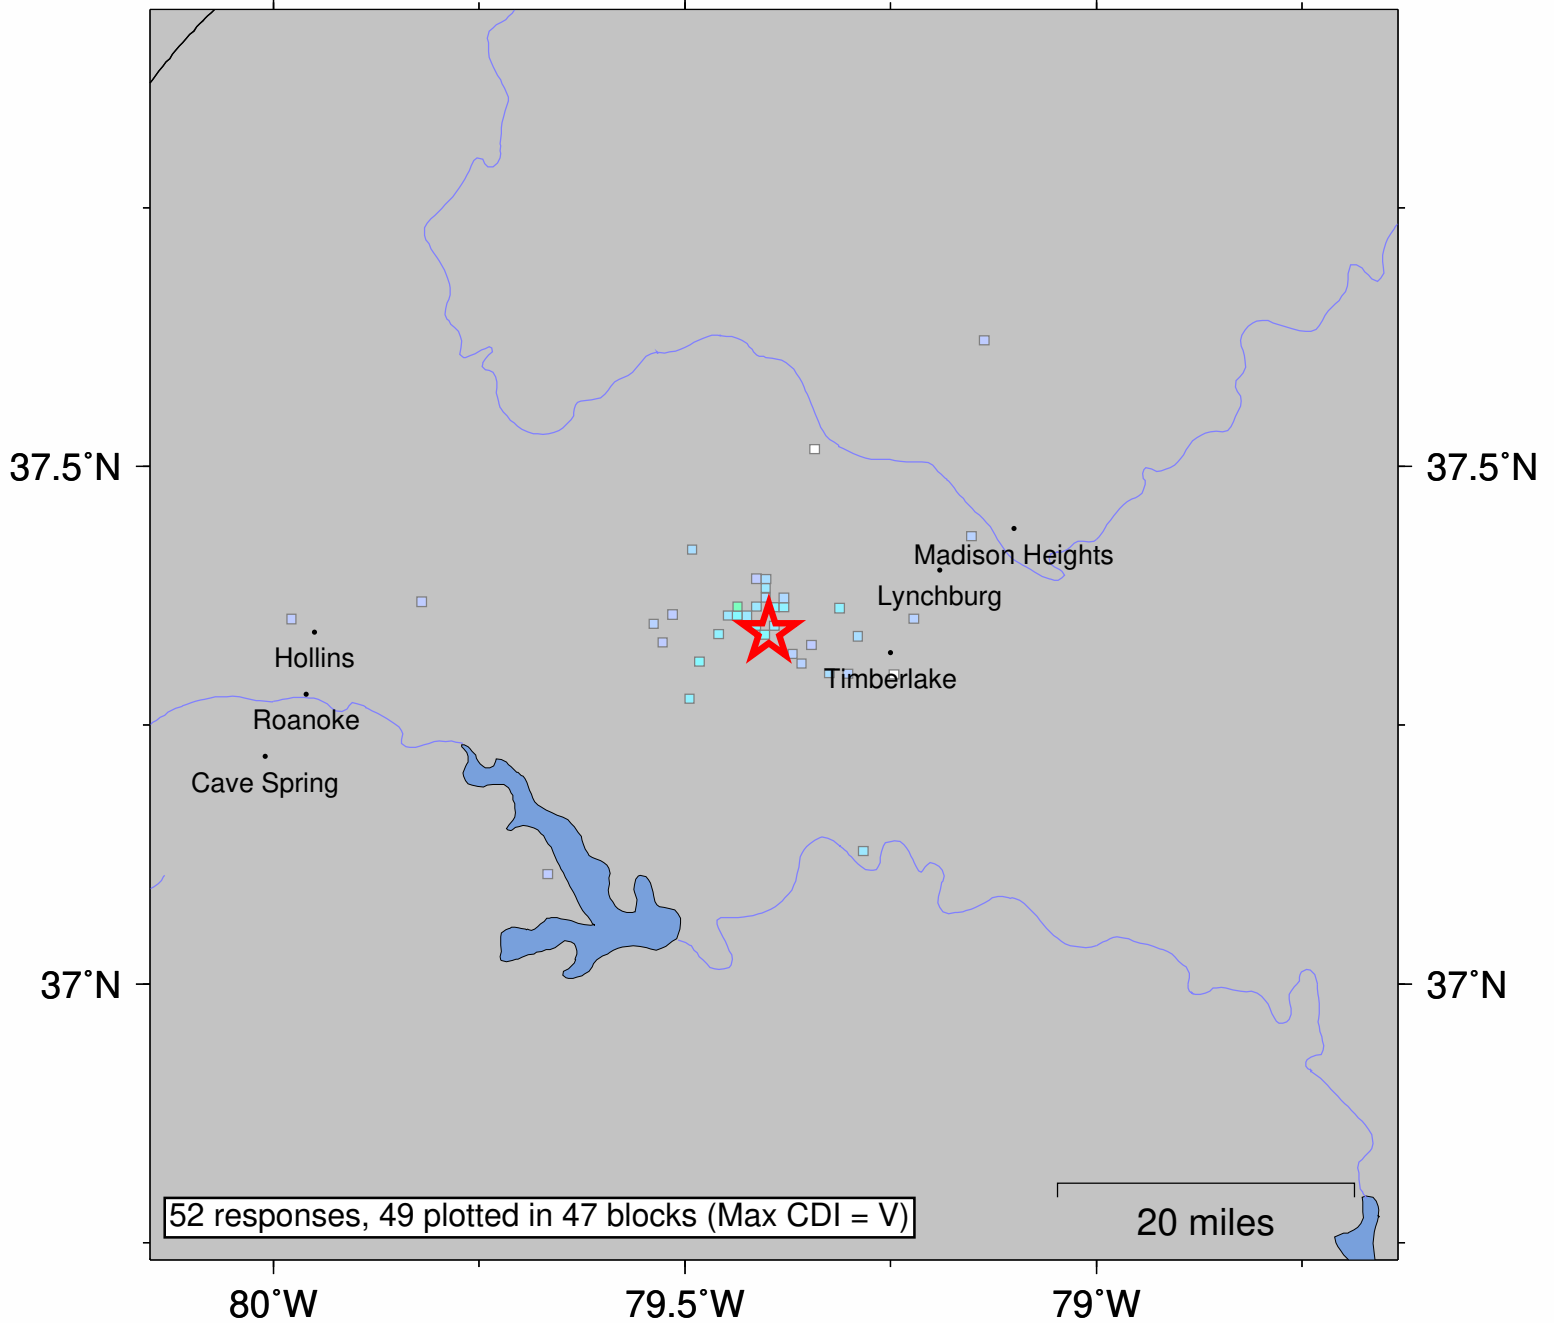 37.5˚N
37.5˚N
Madison Heights
Lynchburg
Hollins
Timberlake
Roanoke
Cave Spring
37˚N
37˚N
52 responses, 49 plotted in 47 blocks (Max CDI = V)
20 miles
80˚W
79.5˚W
79˚W